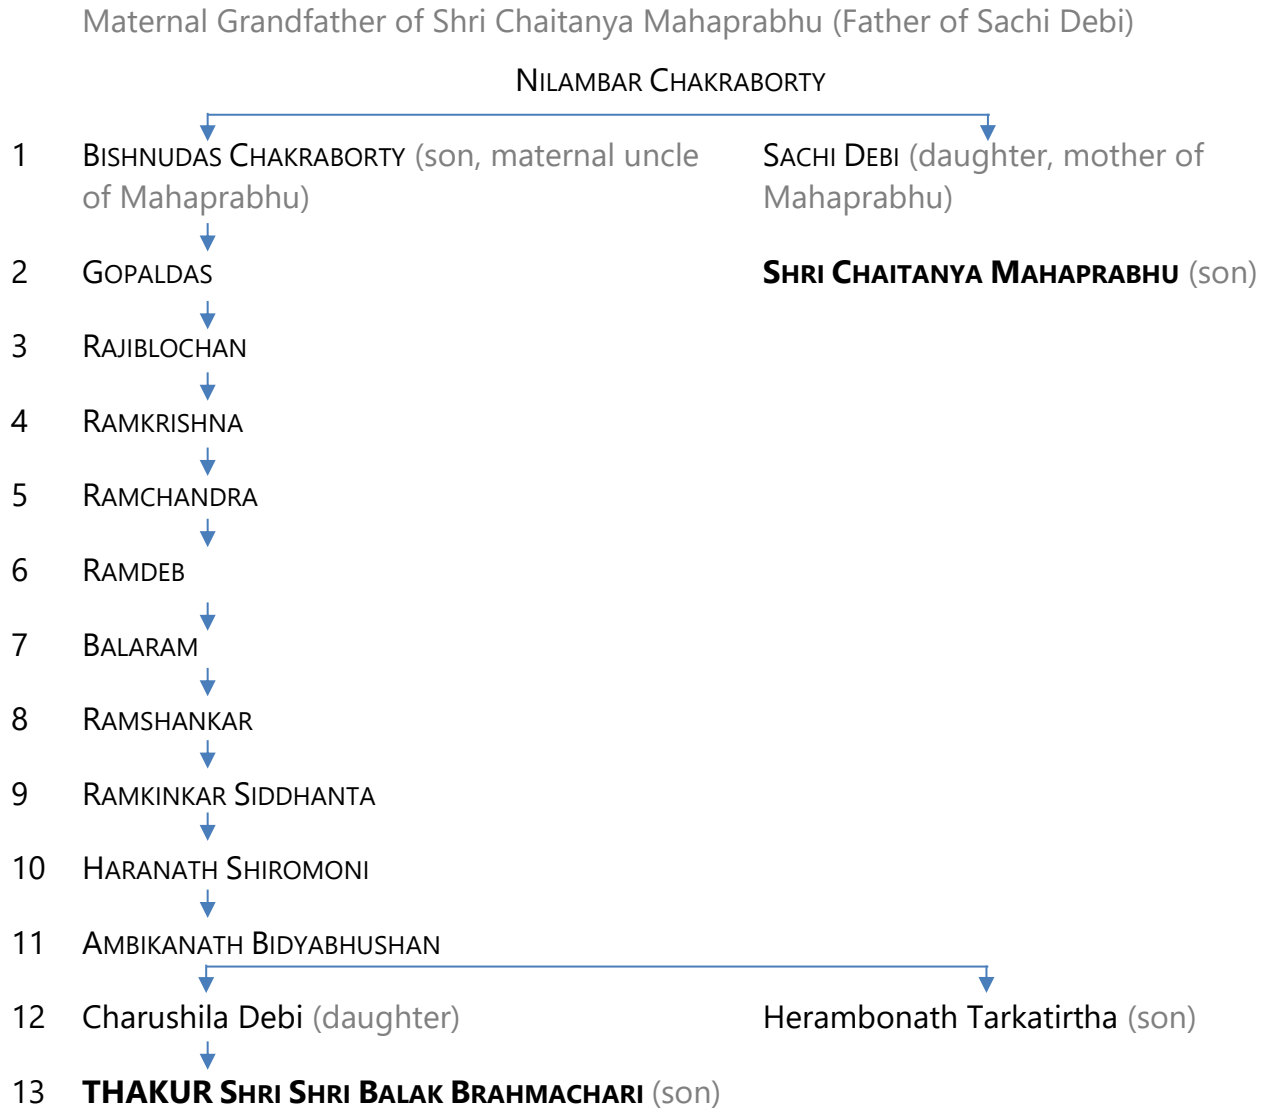 Maternal Grandfather of Shri Chaitanya Mahaprabhu (Father of Sachi Debi)
NILAMBAR CHAKRABORTY
1 BISHNUDAS CHAKRABORTY (son, maternal uncle of Mahaprabhu)
SACHI DEBI (daughter, mother of Mahaprabhu)
2 GOPALDAS
SHRI CHAITANYA MAHAPRABHU (son)
3 RAJIBLOCHAN
4 RAMKRISHNA
5 RAMCHANDRA
6 RAMDEB
7 BALARAM
8 RAMSHANKAR
9 RAMKINKAR SIDDHANTA
10 HARANATH SHIROMONI
11 AMBIKANATH BIDYABHUSHAN
12 Charushila Debi (daughter)
Herambonath Tarkatirtha (son)
13 THAKUR SHRI SHRI BALAK BRAHMACHARI (son)